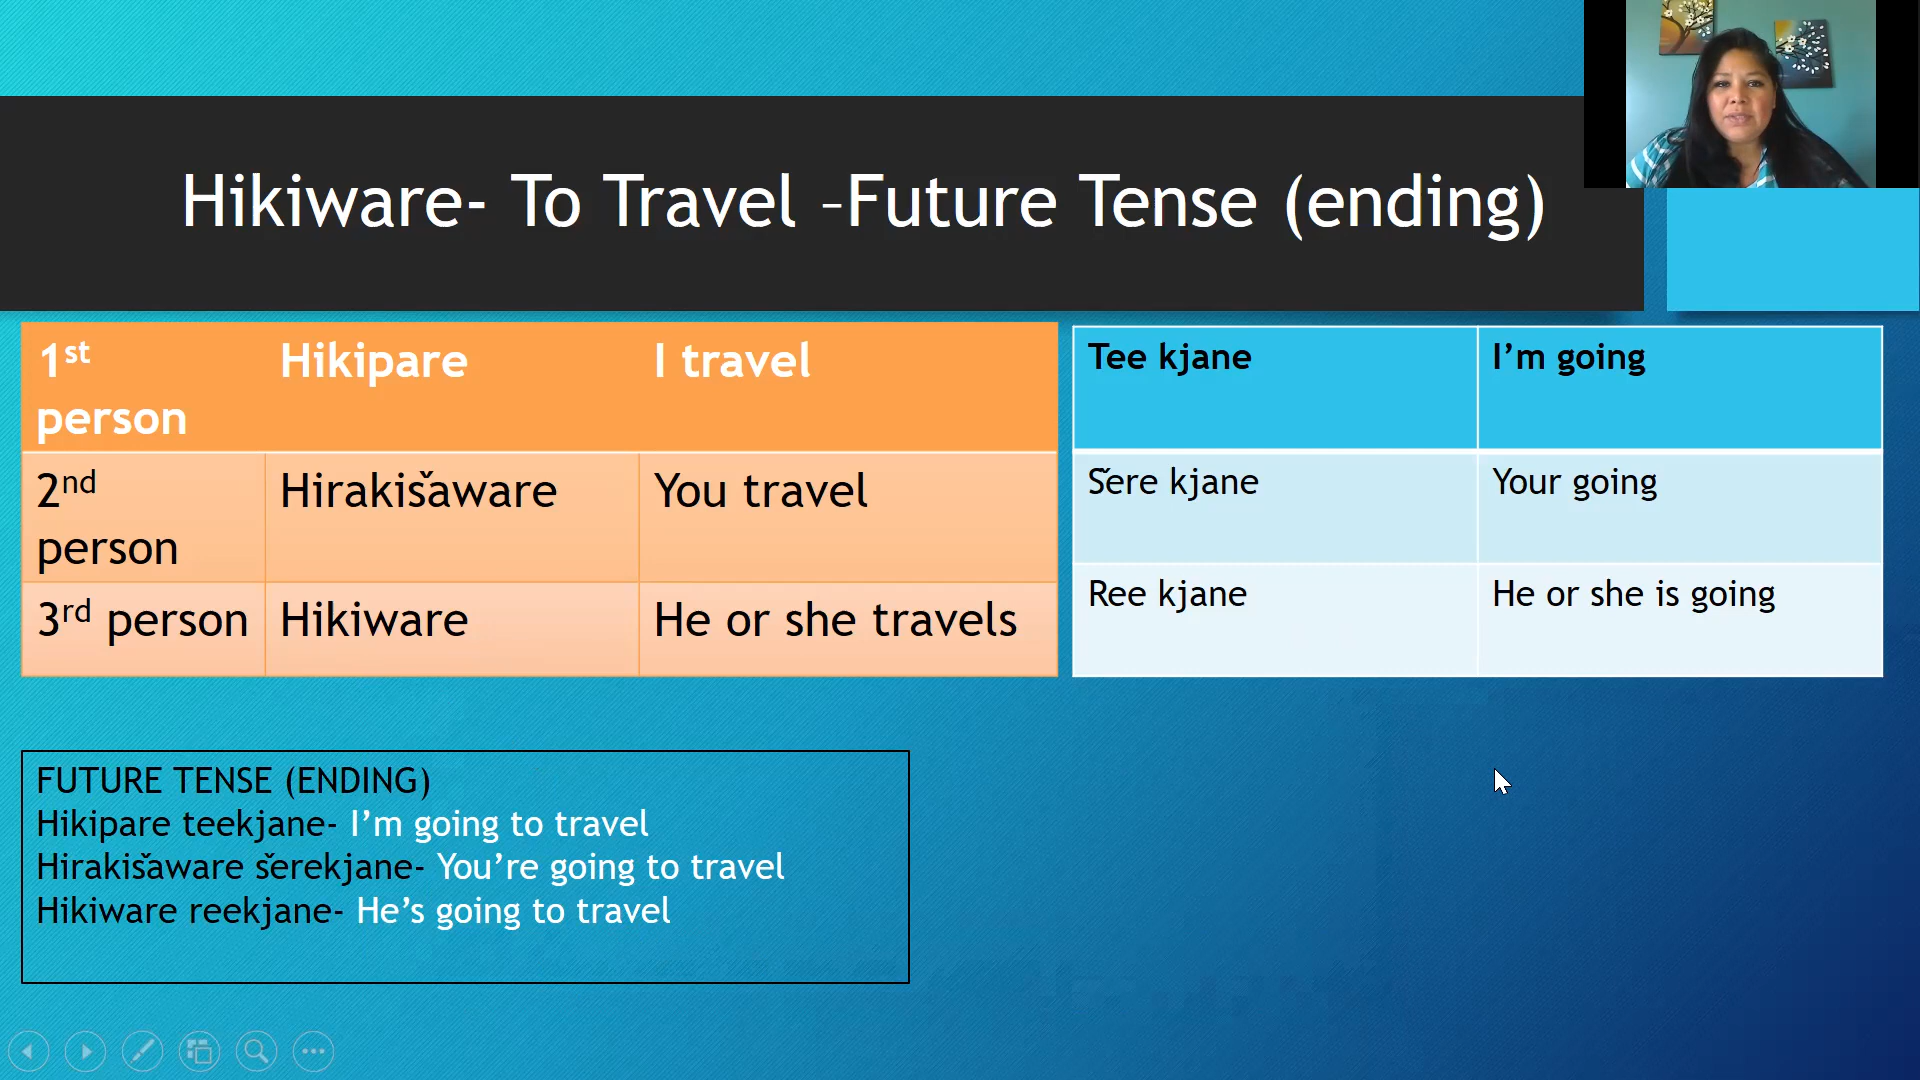 Hikiware- To Travel –Future Tense (ending)
1st person
Hikipare
I travel
2nd person
Hirakišaware
You travel
3rd person
Hikiware
He or she travels
Tee kjane
I’m going
Šere kjane
Your going
Ree kjane
He or she is going
FUTURE TENSE (ENDING)
Hikipare teekjane- I’m going to travel
Hirakišaware šerekjane- You’re going to travel
Hikiware reekjane- He’s going to travel